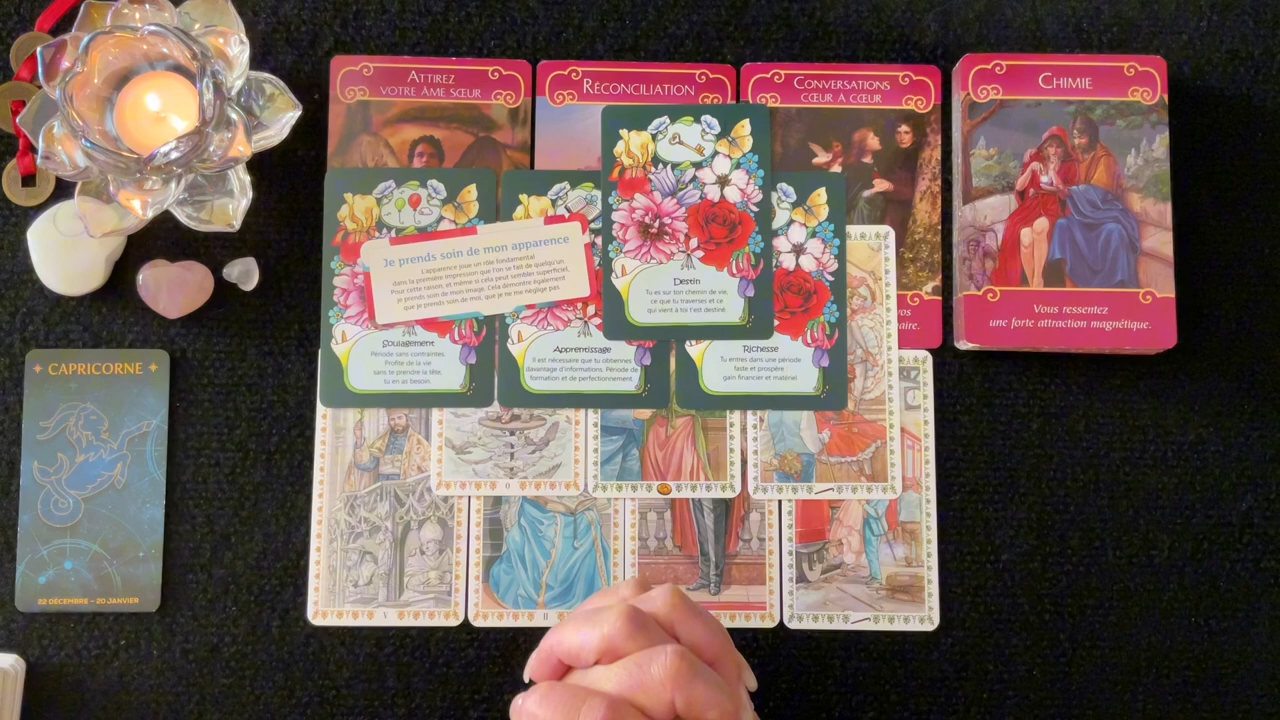 ATTIREZ
VOTRE ÂME SŒUR
RÉCONCILIATION
CONVERSATIONS
CŒUR À CŒUR
CHIMIE
Vous ressentez
une forte attraction magnétique.
vos
aire.
Je prends soin de mon apparence
L'apparence joue un rôle fondamental
dans la première impression que l'on se fait de quelqu'un
Pour cette raison, et même si cela peut sembler superficiel,
je prends soin de mon image. Cela démontre également
que je prends soin de moi, que je ne me néglige pas.
Destin
Tu es sur ton chemin de vie,
ce que tu traverses et ce
qui vient à toi t'est destiné.
Soulagement
Période sans contraintes
Profite de la vie
sans te prendre la tête,
tu en as besoin.
Apprentissage
Il est nécessaire que tu obtiennes
davantage d'informations. Période de
formation et de perfectionnement.
Richesse
Tu entres dans une période
faste et prospère
gain financier et matériel
CAPRICORNE
22 DÉCEMBRE – 20 JANVIER
0
V
II